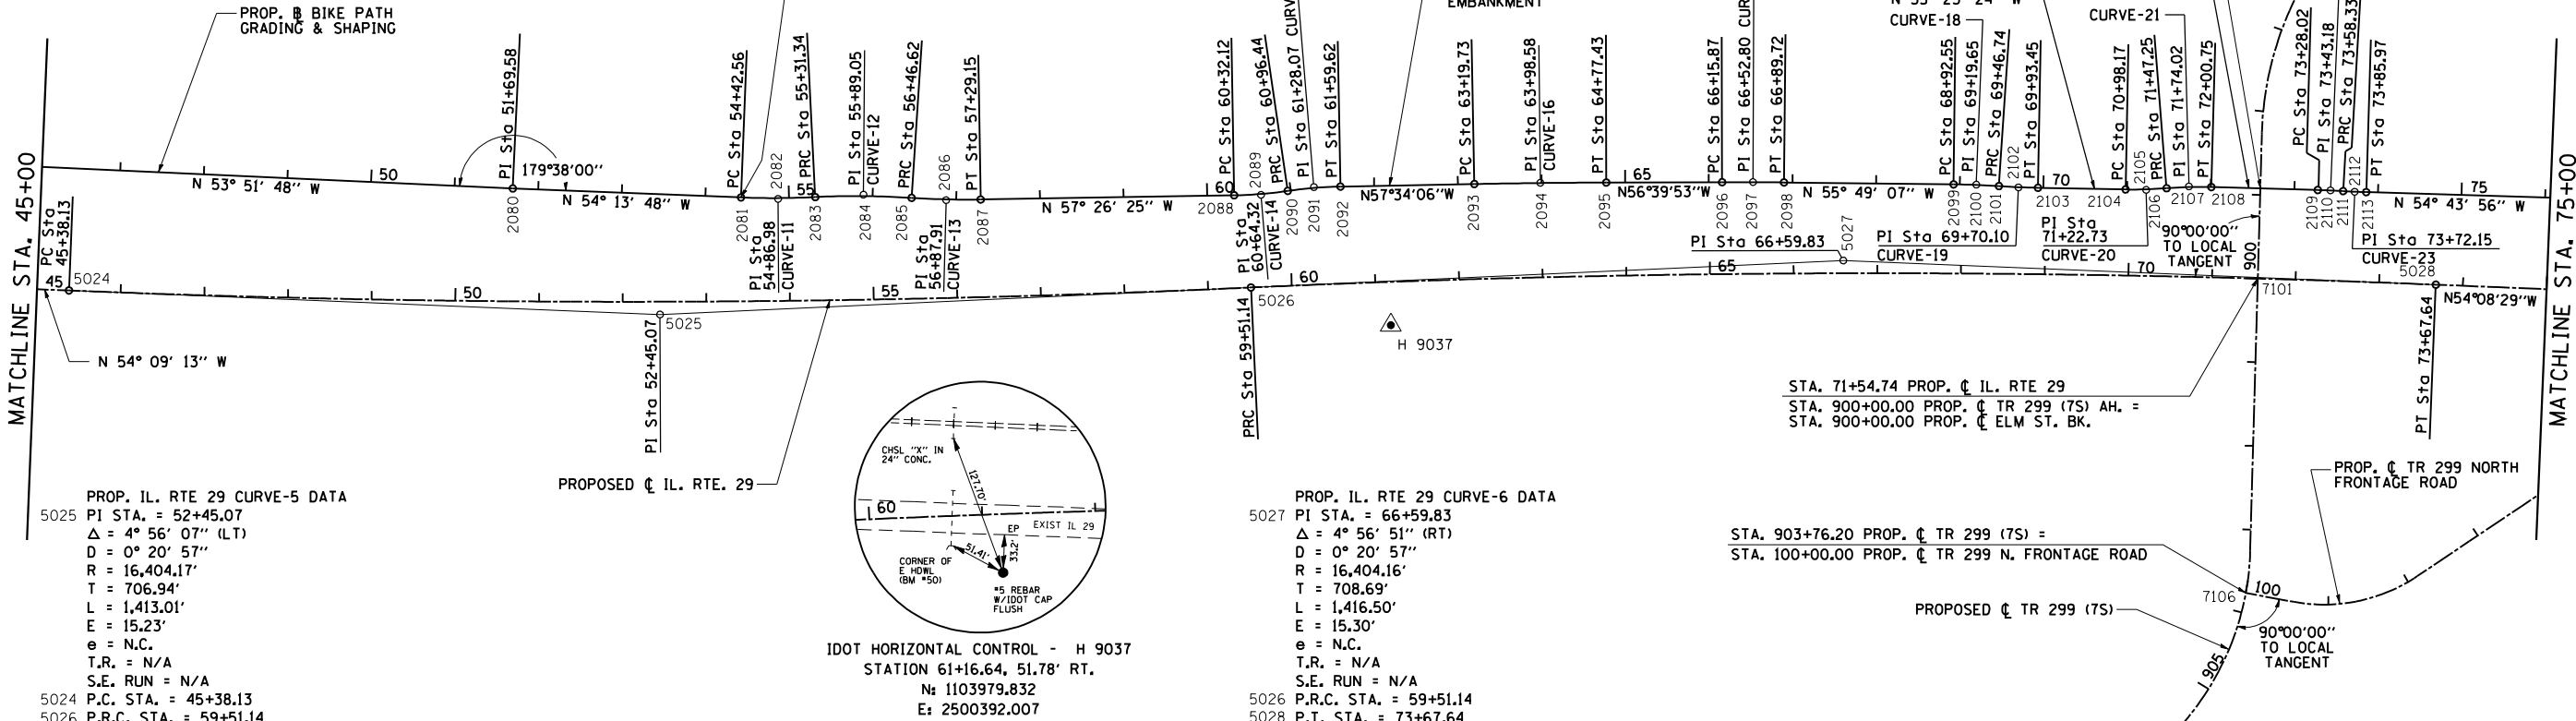 PROP. ℄ BIKE PATH
GRADING & SHAPING
EMBANKMENT
CURVE-18
CURVE-21
MATCHLINE STA. 45+00
PI Sta 51+69.58
PC Sta 54+42.56
PRC Sta 55+31.34
PI Sta 55+89.05
CURVE-12
PRC Sta 56+46.62
PT Sta 57+29.15
PC Sta 60+32.12
PRC Sta 60+96.44
PI Sta 61+28.07
PT Sta 61+59.62
PC Sta 63+19.73
PI Sta 63+98.58
CURVE-16
PT Sta 64+77.43
PC Sta 66+15.87
PI Sta 66+52.80
PT Sta 66+89.72
PC Sta 68+92.55
PI Sta 69+19.65
PRC Sta 69+46.74
PT Sta 69+93.45
PC Sta 70+98.17
PRC Sta 71+47.25
PI Sta 71+74.02
PT Sta 72+00.75
PC Sta 73+28.02
PI Sta 73+43.18
PRC Sta 73+58.33
PT Sta 73+85.97
MATCHLINE STA. 75+00
N 53° 51' 48'' W
50
179°38'00''
N 54° 13' 48'' W
55
N 57° 26' 25'' W
60
N57°34'06''W
65
N56°39'53''W
N 55° 49' 07'' W
70
75
N 54° 43' 56'' W
2080
2081
2082
2083
2084
2085
2086
2087
2088
2089
2090
2091
2092
2093
2094
2095
2096
2097
2098
2099
2100
2101
2102
2103
2104
2105
2106
2107
2108
2109
2110
2111
2112
2113
PC Sta
45+38.13
PI Sta
54+86.98
CURVE-11
PI Sta
56+87.91
CURVE-13
PI Sta
60+64.32
CURVE-14
PI Sta 66+59.83
5027
PI Sta 69+70.10
CURVE-19
PI Sta
71+22.73
CURVE-20
90°00'00''
TO LOCAL
TANGENT
900
PI Sta 73+72.15
CURVE-23
5028
45
5024
50
55
60
65
70
5025
5026
7101
N54°08'29''W
N 54° 09' 13'' W
PI Sta 52+45.07
PRC Sta 59+51.14
PT Sta 73+67.64
H 9037
PROPOSED ℄ IL. RTE. 29
STA. 71+54.74 PROP. ℄ IL. RTE 29
STA. 900+00.00 PROP. ℄ TR 299 (7S) AH. =
STA. 900+00.00 PROP. ℄ ELM ST. BK.
PROP. ℄ TR 299 NORTH
FRONTAGE ROAD
STA. 903+76.20 PROP. ℄ TR 299 (7S) =
STA. 100+00.00 PROP. ℄ TR 299 N. FRONTAGE ROAD
7106
100
PROPOSED ℄ TR 299 (7S)
90°00'00''
TO LOCAL
TANGENT
905
PROP. IL. RTE 29 CURVE-5 DATA
5025 PI STA. = 52+45.07
Δ = 4° 56' 07'' (LT)
D = 0° 20' 57''
R = 16,404.17'
T = 706.94'
L = 1,413.01'
E = 15.23'
e = N.C.
T.R. = N/A
S.E. RUN = N/A
5024 P.C. STA. = 45+38.13
5026 P.R.C. STA. = 59+51.14
CHSL "X" IN
24" CONC.
127.70'
60
EXIST IL 29
EP
51.41'
33.2'
CORNER OF
E HDWL
(BM #50)
#5 REBAR
W/IDOT CAP
FLUSH
IDOT HORIZONTAL CONTROL - H 9037
STATION 61+16.64, 51.78' RT.
N: 1103979.832
E: 2500392.007
PROP. IL. RTE 29 CURVE-6 DATA
5027 PI STA. = 66+59.83
Δ = 4° 56' 51'' (RT)
D = 0° 20' 57''
R = 16,404.16'
T = 708.69'
L = 1,416.50'
E = 15.30'
e = N.C.
T.R. = N/A
S.E. RUN = N/A
5026 P.R.C. STA. = 59+51.14
5028 P.T. STA. = 73+67.64